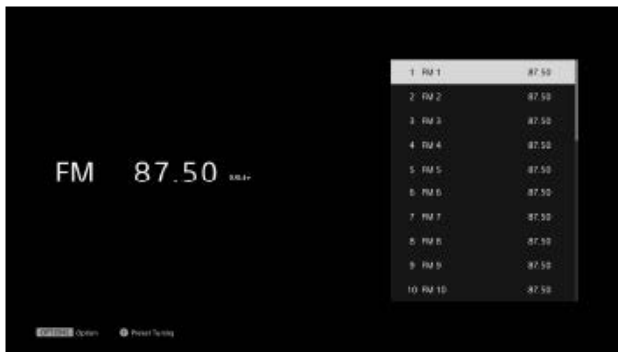 FM 87.50 MHz
1 FM 1 87.50
2 FM 2 87.50
3 FM 3 87.50
4 FM 4 87.50
5 FM 5 87.50
6 FM 6 87.50
7 FM 7 87.50
8 FM 8 87.50
9 FM 9 87.50
10 FM 10 87.50
OPTIONS Option Preset Tuning